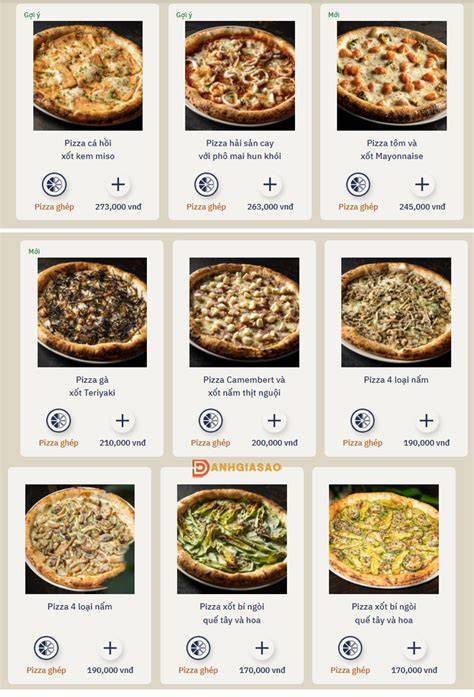 Gợi ý
Gợi ý
Mới
Pizza cá hồi
xốt kem miso
Pizza hải sản cay
với phô mai hun khói
Pizza tôm và
xốt Mayonnaise
Pizza ghép
273,000 vnđ
Pizza ghép
263,000 vnđ
Pizza ghép
245,000 vnđ
Mới
Pizza gà
xốt Teriyaki
Pizza Camembert và
xốt nấm thịt nguội
Pizza 4 loại nấm
Pizza ghép
210,000 vnđ
Pizza ghép
200,000 vnđ
Pizza ghép
190,000 vnđ
DANHGIASAO
Pizza 4 loại nấm
Pizza xốt bí ngòi
quế tây và hoa
Pizza xốt bí ngòi
quế tây và hoa
Pizza ghép
190,000 vnđ
Pizza ghép
170,000 vnđ
Pizza ghép
170,000 vnđ